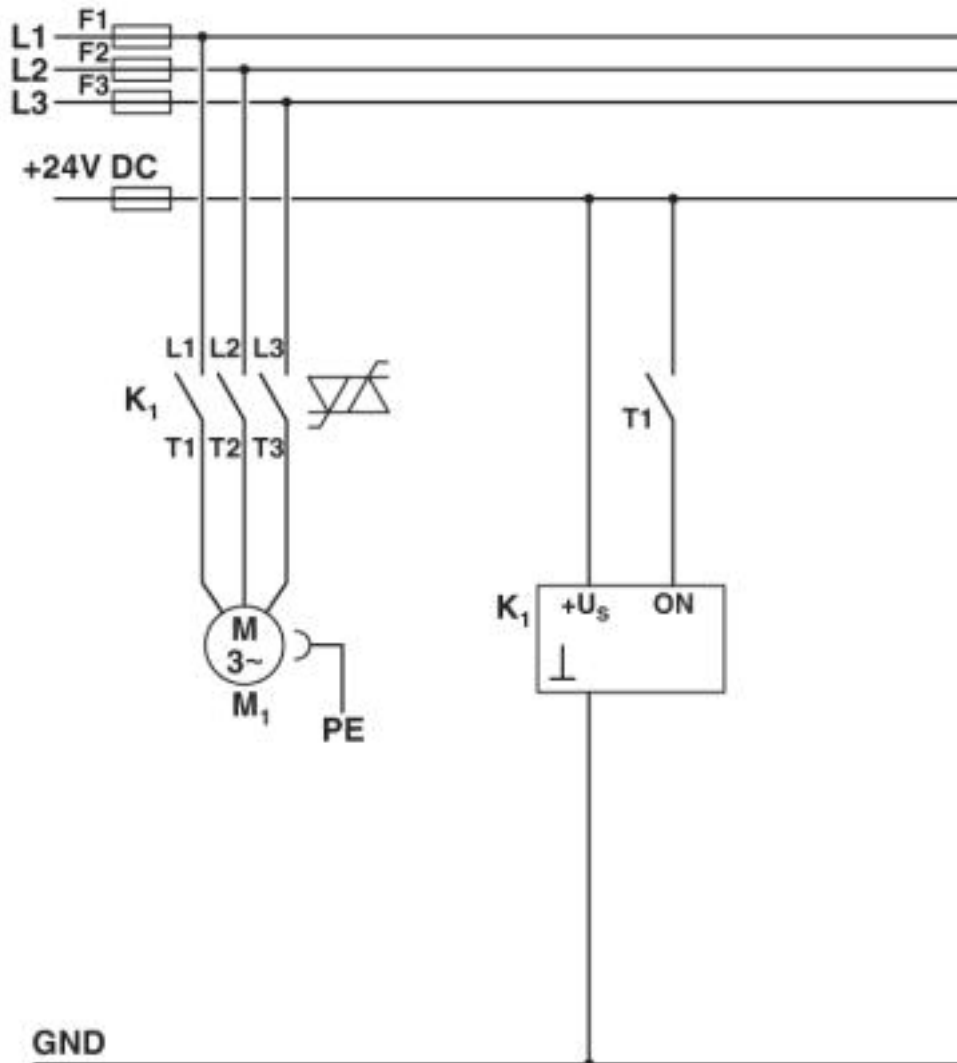 F1
L1
F2
L2
F3
L3
+24V DC
L1 L2 L3
K₁
T1 T2 T3
T1
K₁ +Uₛ ON
M
3~
M₁
PE
GND